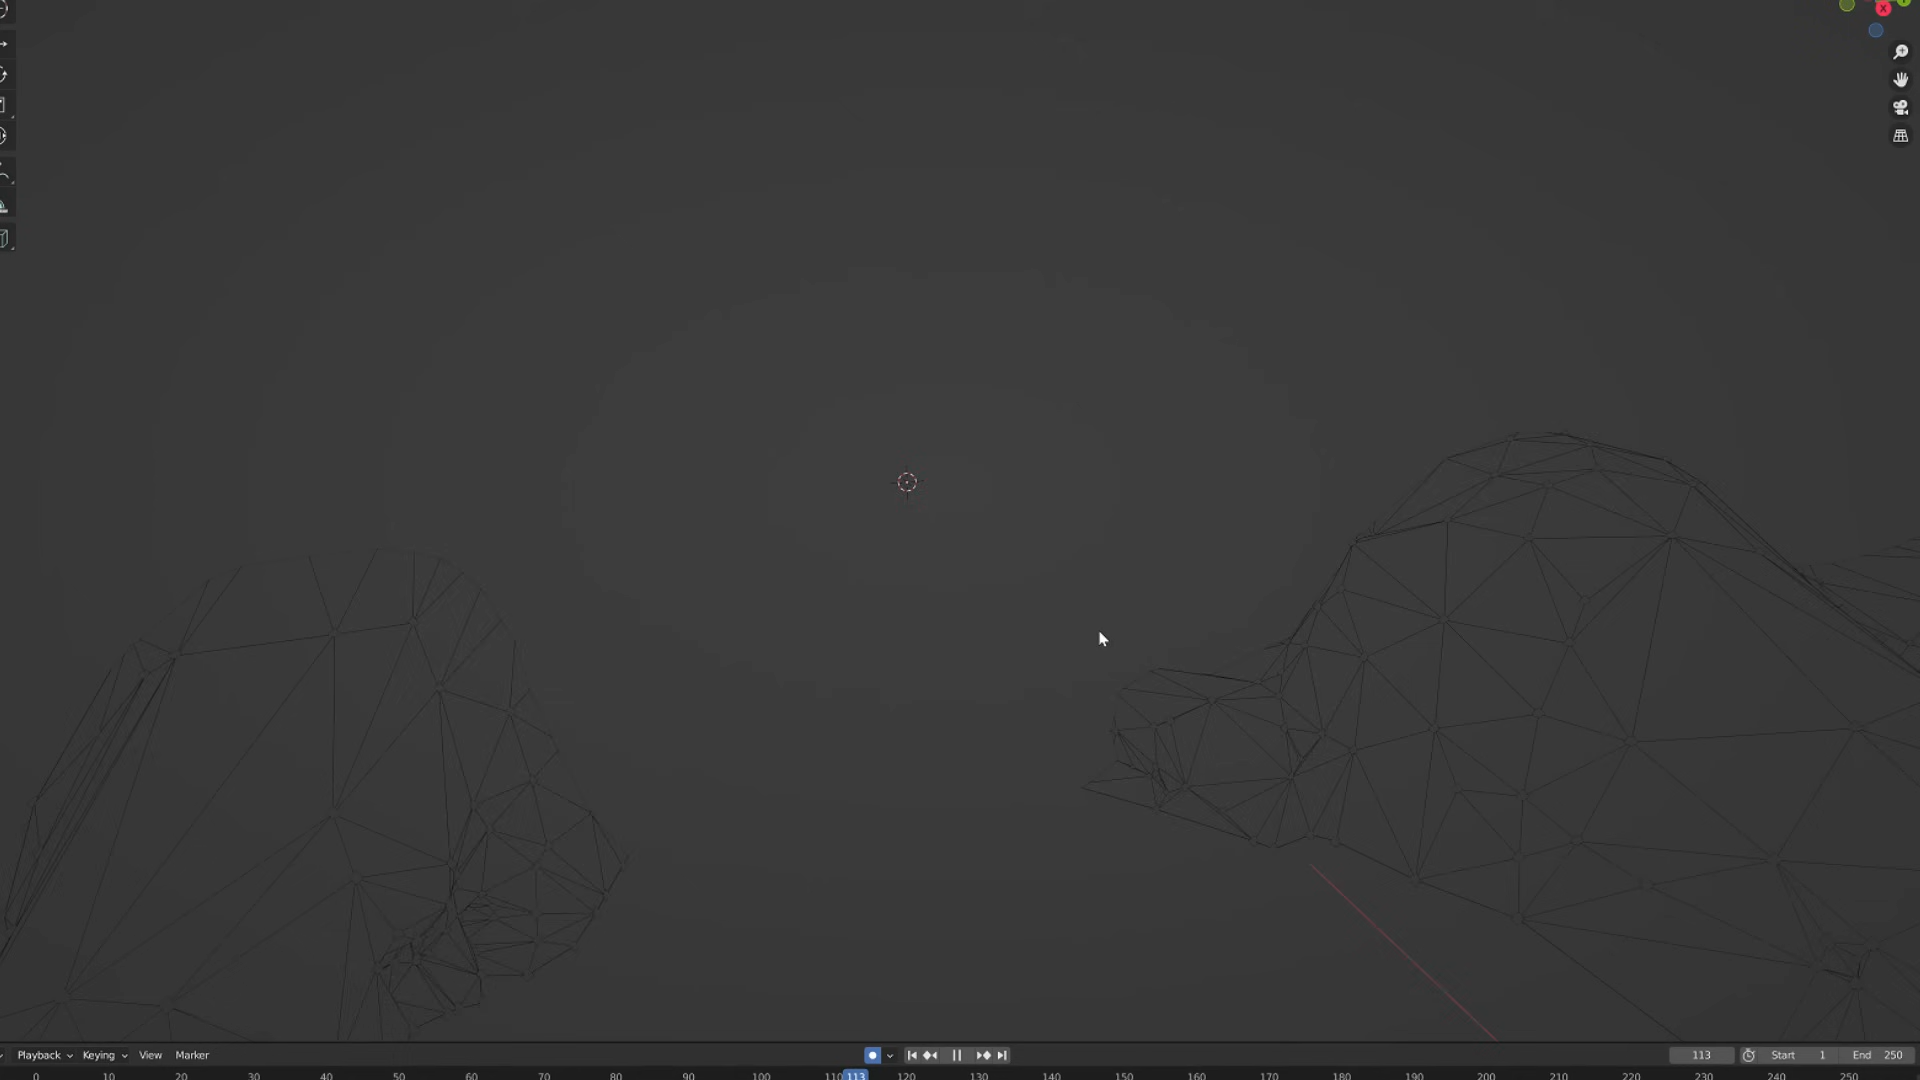 X
Playback Keying View Marker 113 Start 1 End 250
0 10 20 30 40 50 60 70 80 90 100 110 113 120 130 140 150 160 170 180 190 200 210 220 230 240 250